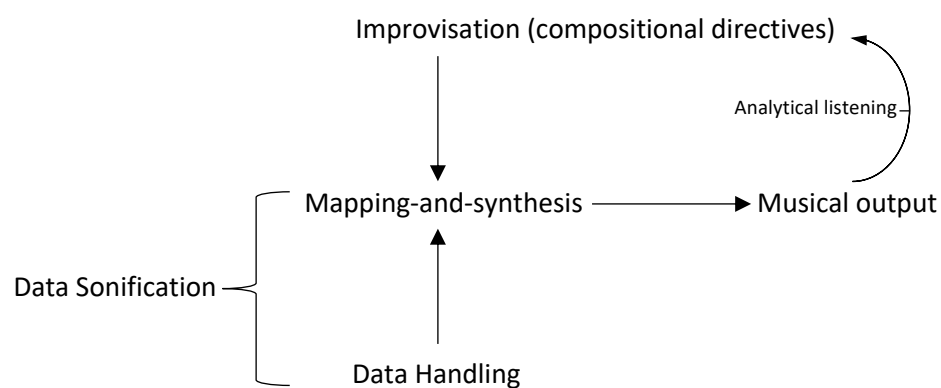 Improvisation (compositional directives)
Analytical listening
Mapping-and-synthesis
Musical output
Data Sonification
Data Handling